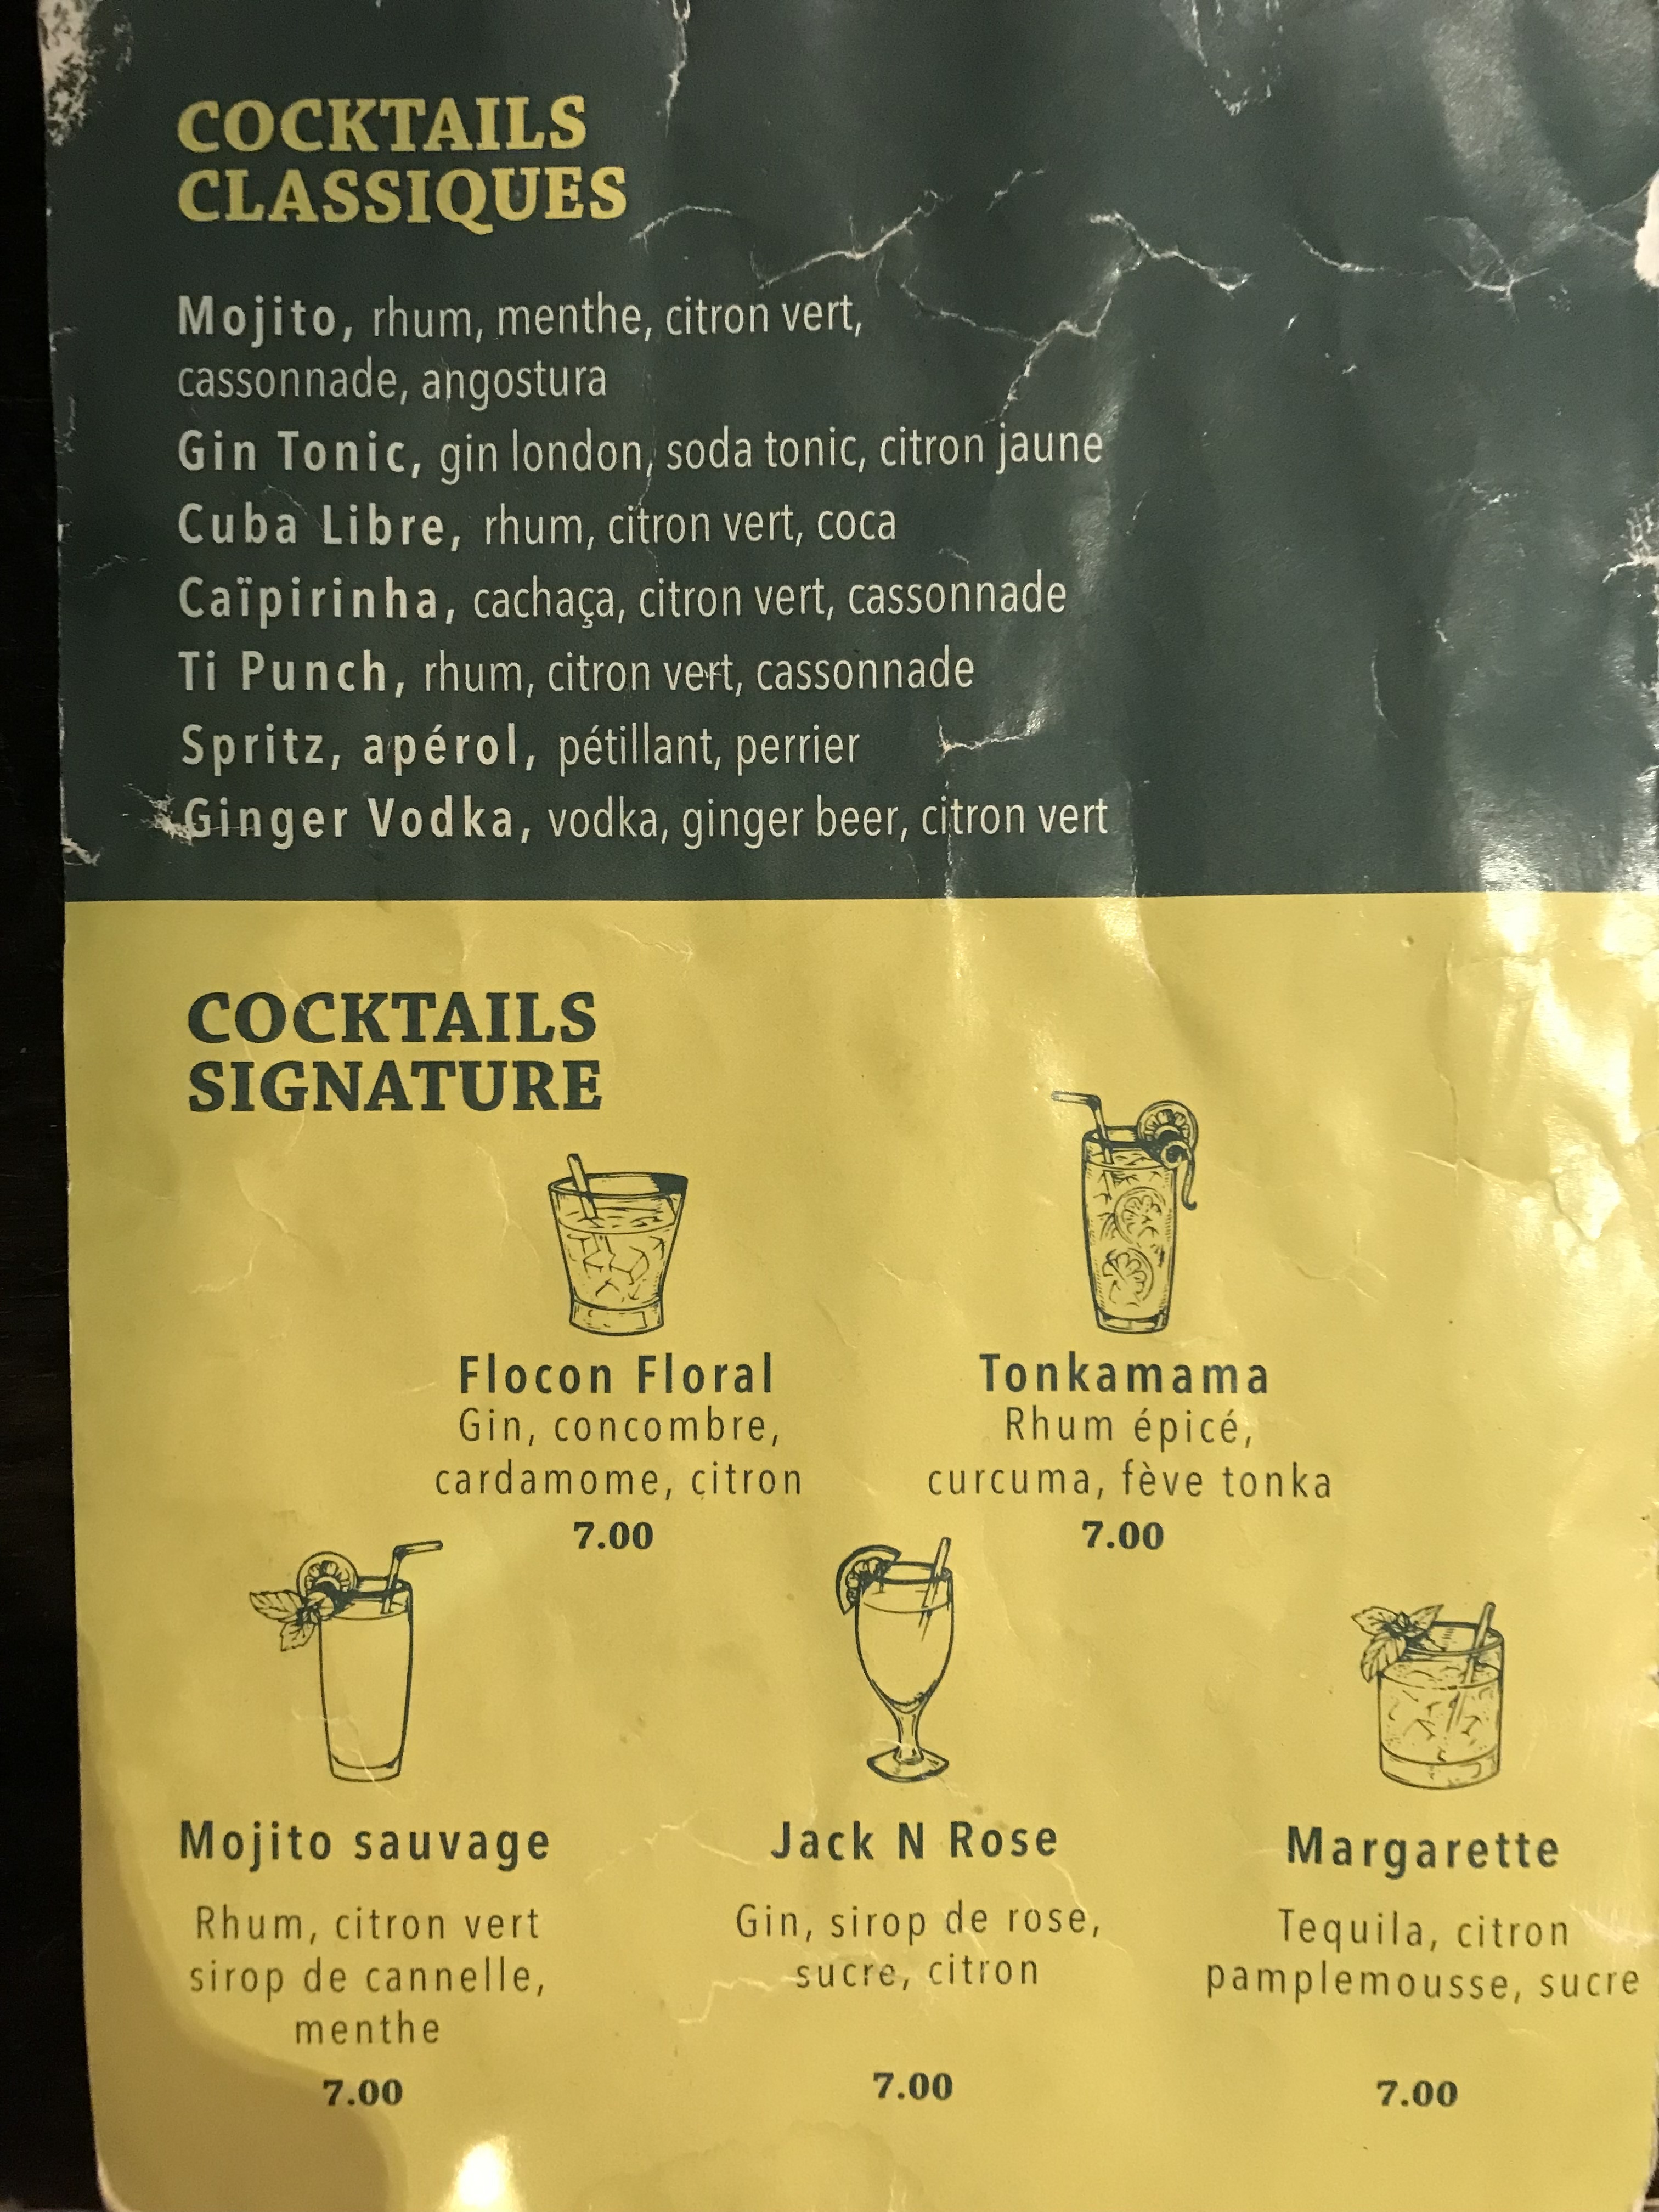 COCKTAILS
CLASSIQUES
Mojito, rhum, menthe, citron vert,
cassonnade, angostura
Gin Tonic, gin london, soda tonic, citron jaune
Cuba Libre, rhum, citron vert, coca
Caïpirinha, cachaça, citron vert, cassonnade
Ti Punch, rhum, citron vert, cassonnade
Spritz, apérol, pétillant, perrier
Ginger Vodka, vodka, ginger beer, citron vert
COCKTAILS
SIGNATURE
Flocon Floral
Gin, concombre,
cardamome, citron
7.00
Tonkamama
Rhum épicé,
curcuma, fève tonka
7.00
Mojito sauvage
Rhum, citron vert
sirop de cannelle,
menthe
7.00
Jack N Rose
Gin, sirop de rose,
sucre, citron
7.00
Margarette
Tequila, citron
pamplemousse, sucre
7.00